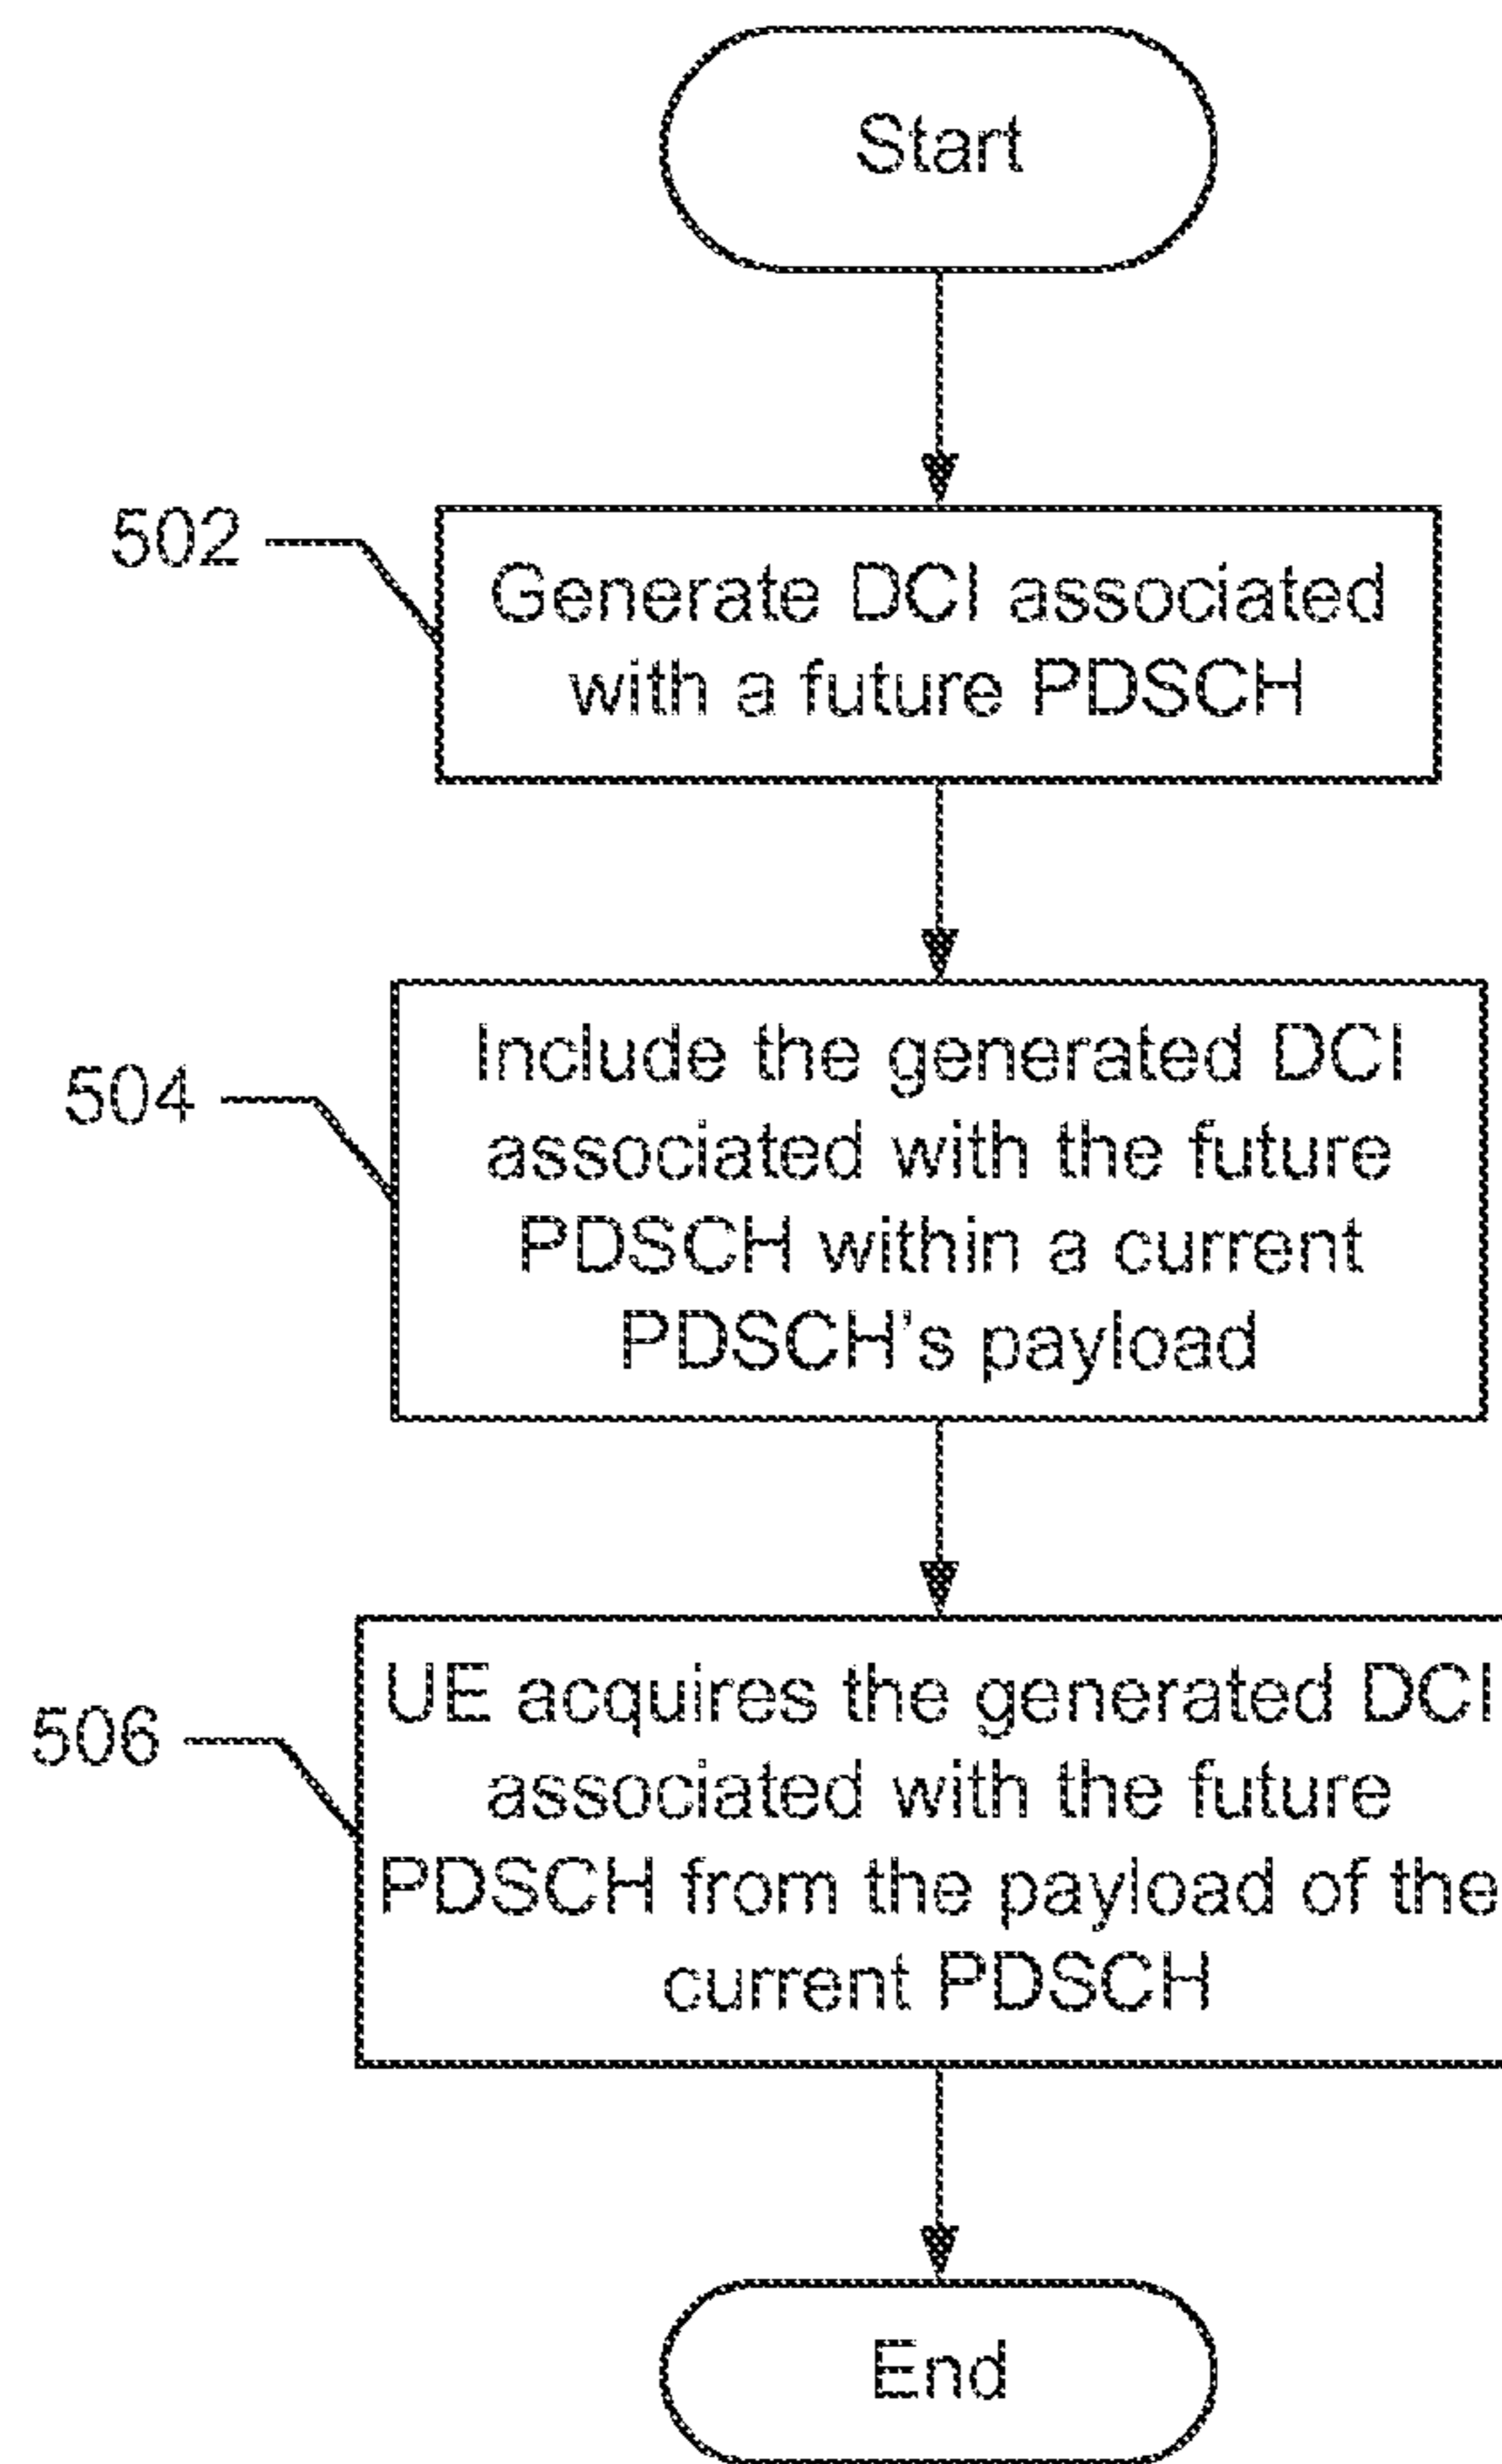 Start
502
Generate DCI associated
with a future PDSCH
504
Include the generated DCI
associated with the future
PDSCH within a current
PDSCH's payload
506
UE acquires the generated DCI
associated with the future
PDSCH from the payload of the
current PDSCH
End